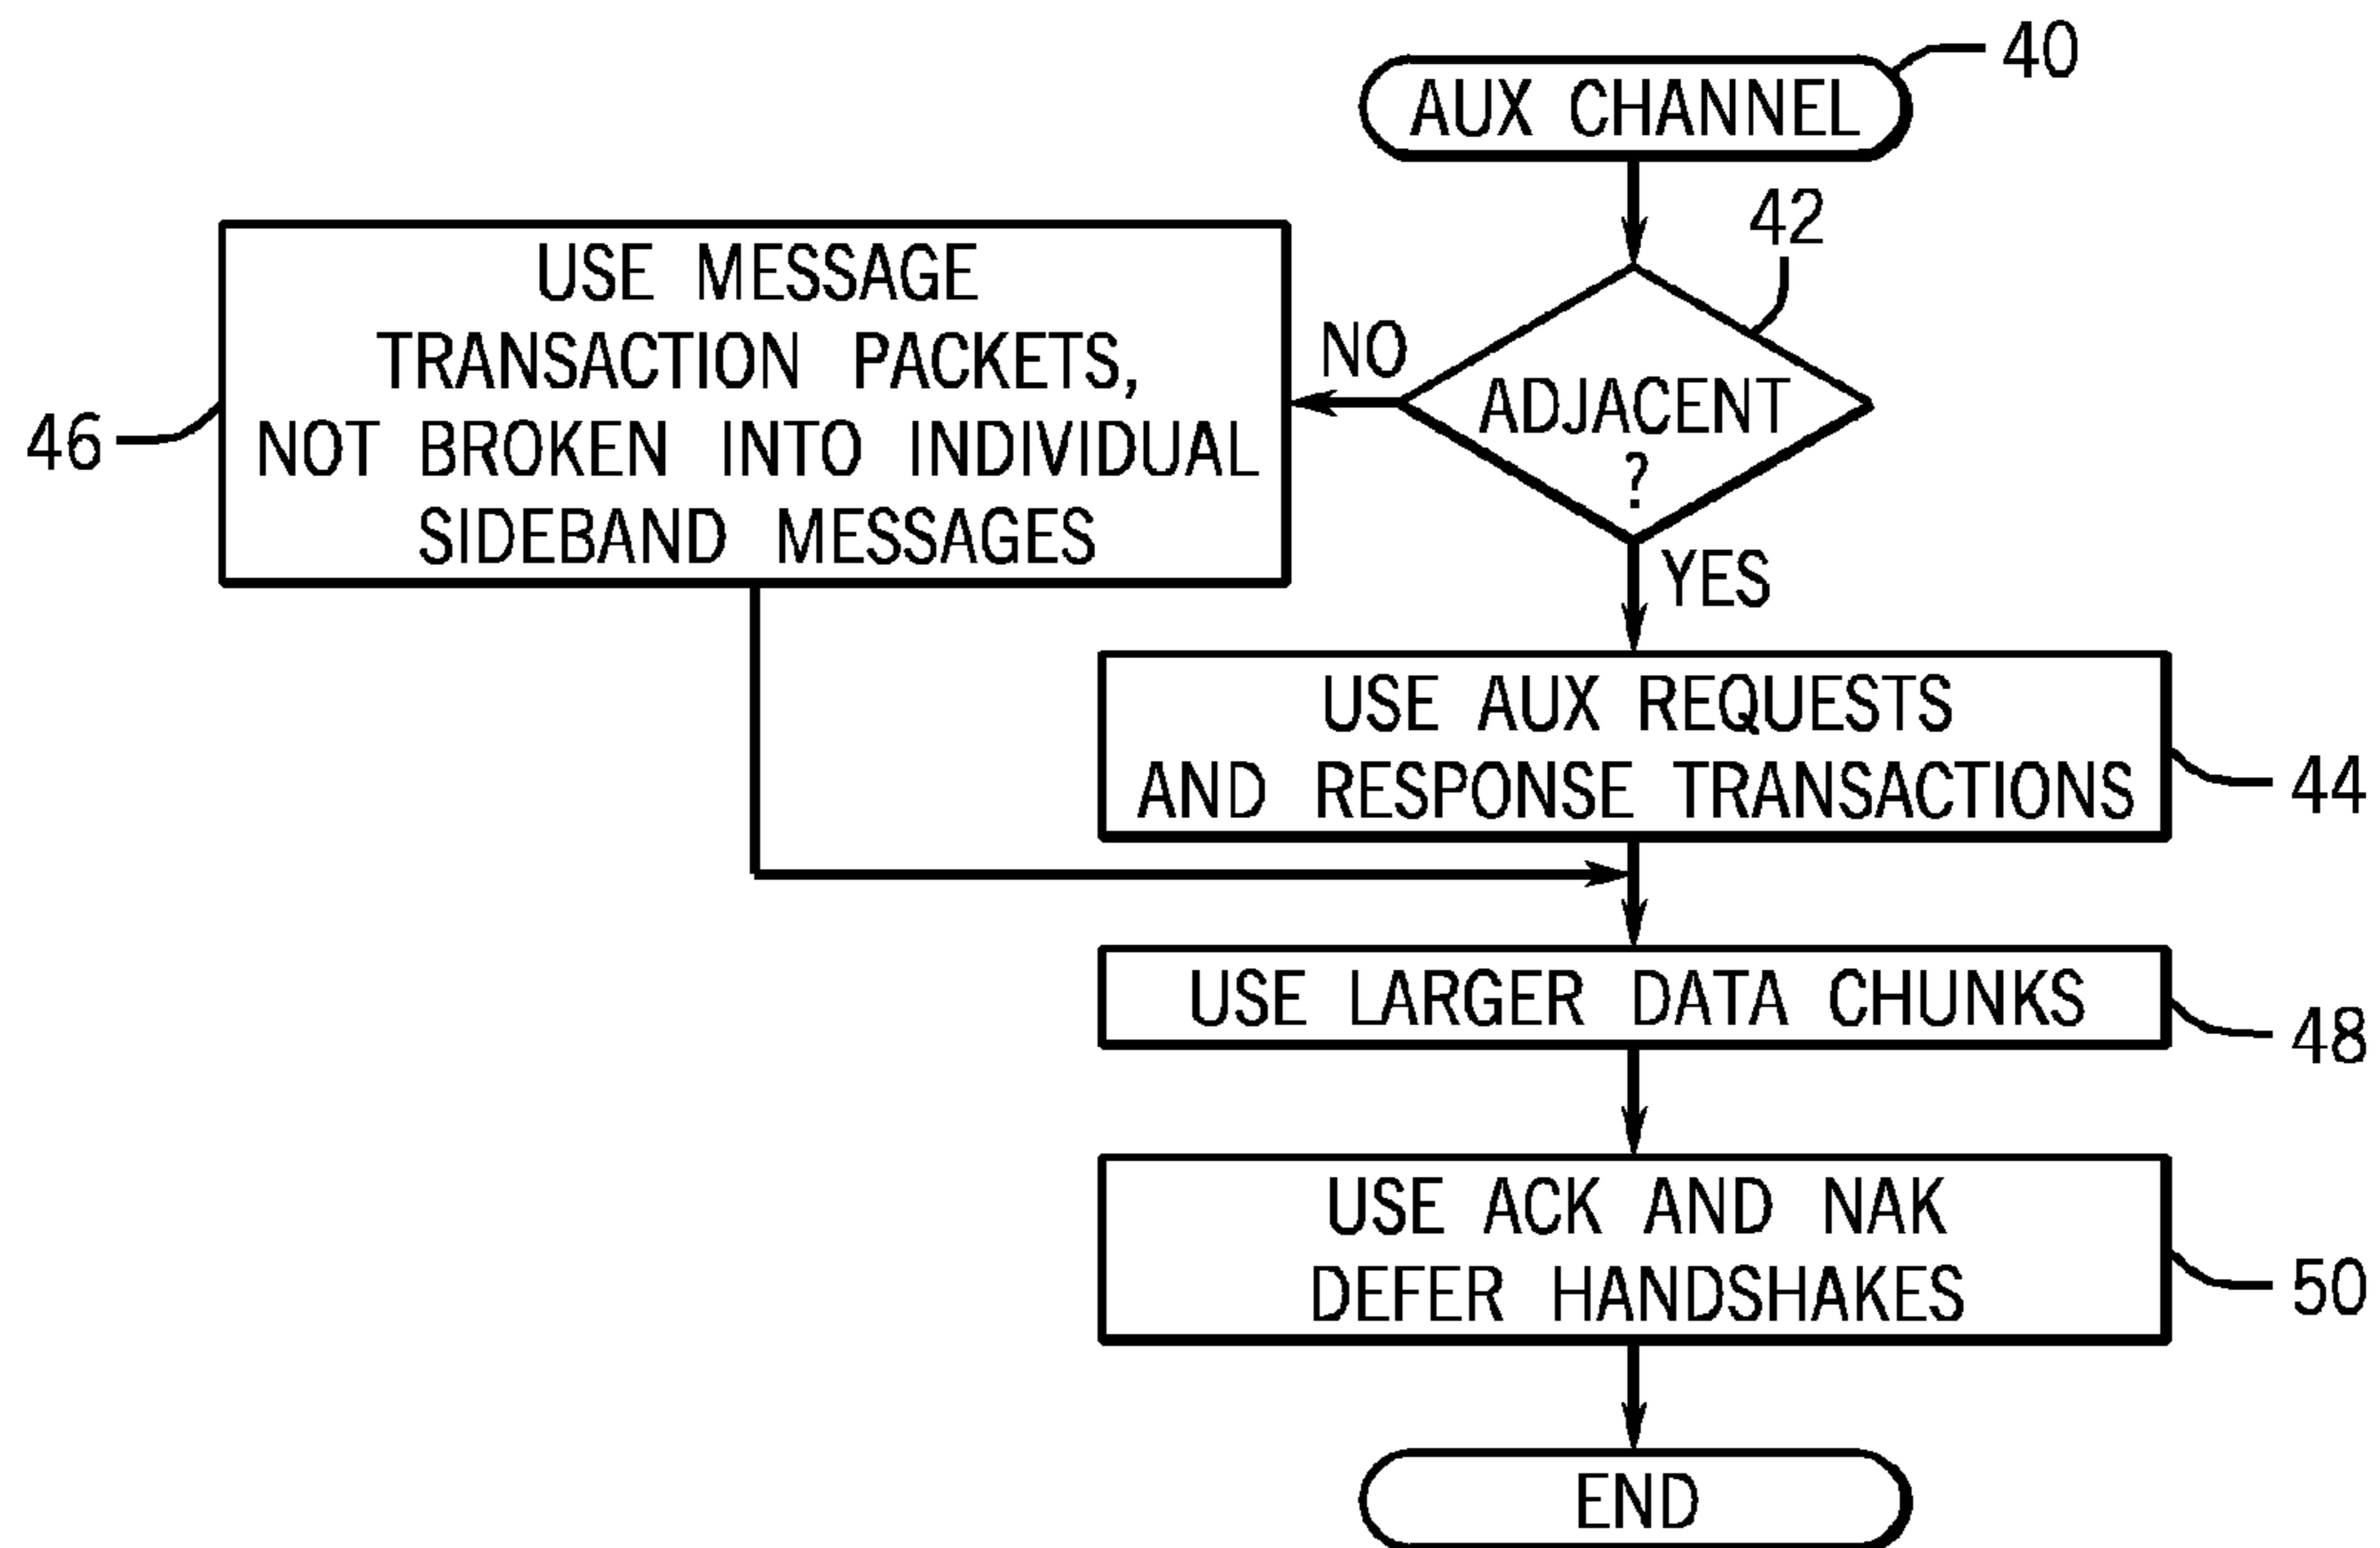 AUX CHANNEL
40
42
ADJACENT
?
NO
YES
USE MESSAGE
TRANSACTION PACKETS,
NOT BROKEN INTO INDIVIDUAL
SIDEBAND MESSAGES
46
USE AUX REQUESTS
AND RESPONSE TRANSACTIONS
44
USE LARGER DATA CHUNKS
48
USE ACK AND NAK
DEFER HANDSHAKES
50
END